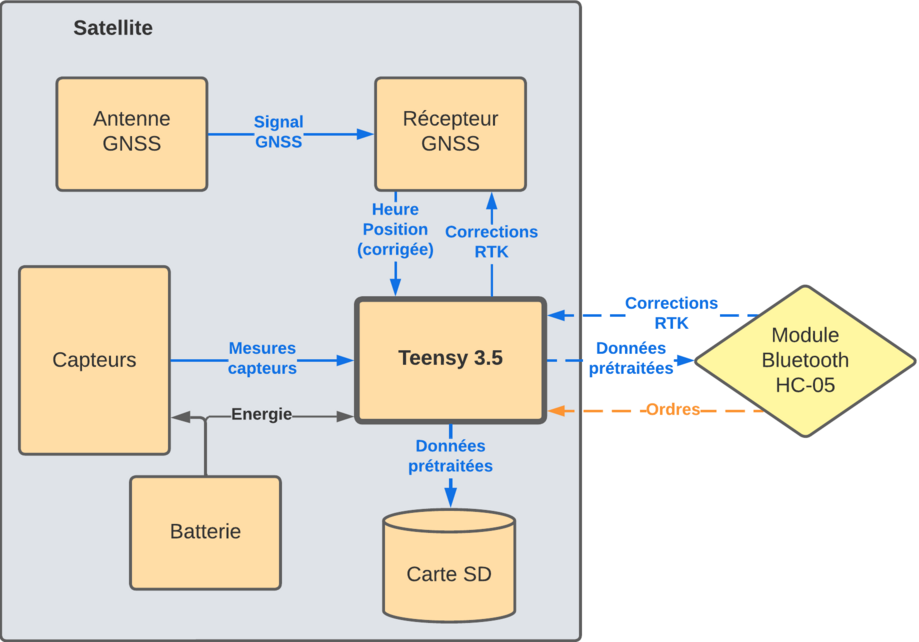 Satellite
Antenne
GNSS
Signal
GNSS
Récepteur
GNSS
Heure
Position
(corrigée)
Corrections
RTK
Capteurs
Mesures
capteurs
Teensy 3.5
Corrections
RTK
Données
prétraitées
Ordres
Module
Bluetooth
HC-05
Energie
Données
prétraitées
Batterie
Carte SD